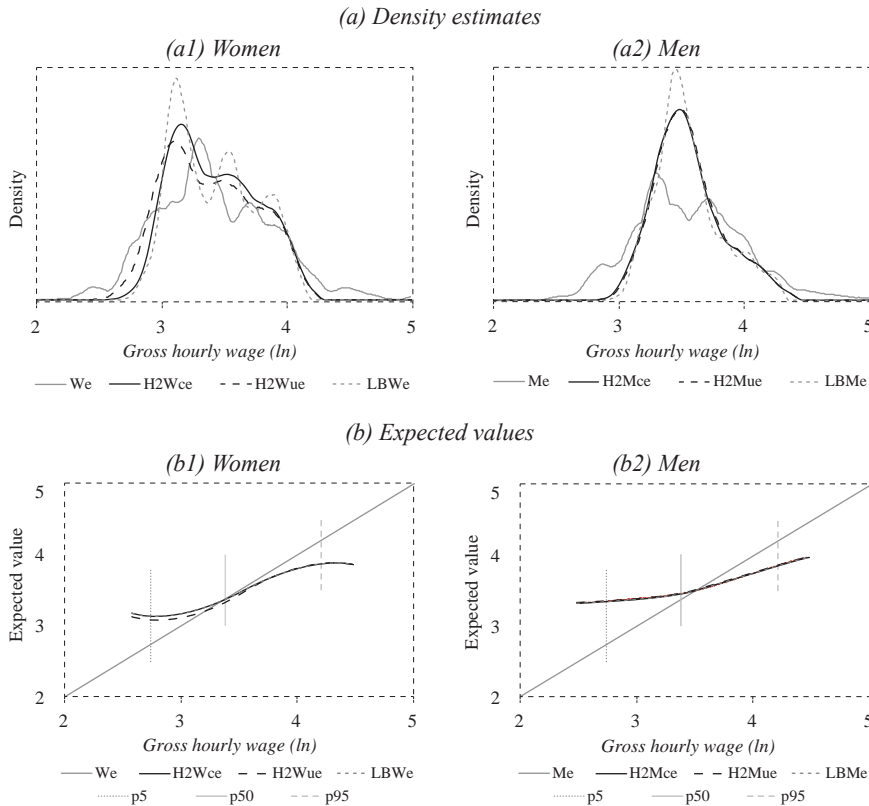 (a) Density estimates
(a1) Women
(a2) Men
Density
Density
2 3 4 5
2 3 4 5
Gross hourly wage (ln)
Gross hourly wage (ln)
We H2Wce H2Wue LBWe
Me H2Mce H2Mue LBMe
(b) Expected values
(b1) Women
(b2) Men
Expected value
5
4
3
2
Expected value
5
4
3
2
2 3 4 5
2 3 4 5
Gross hourly wage (ln)
Gross hourly wage (ln)
We H2Wce H2Wue LBWe
p5 p50 p95
Me H2Mce H2Mue LBMe
p5 p50 p95